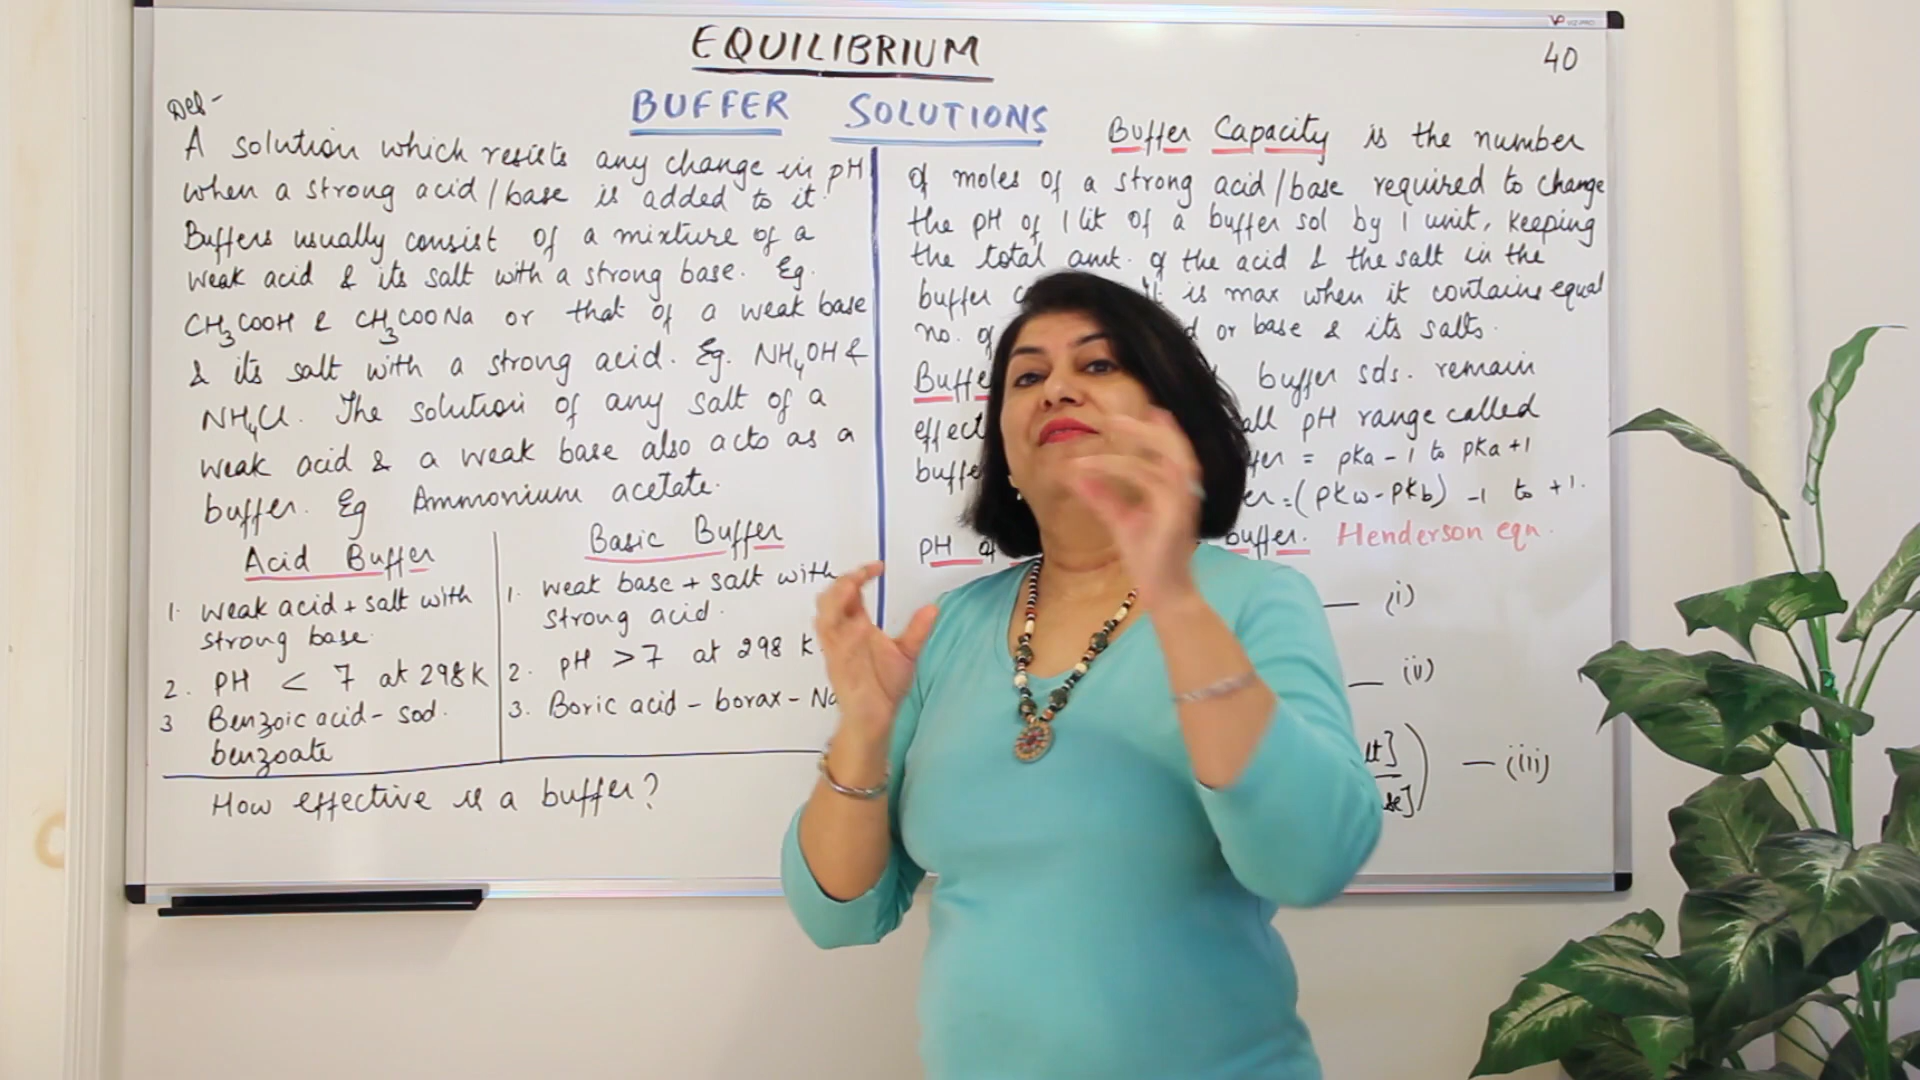 EQUILIBRIUM
40
BUFFER SOLUTIONS
Def-
A solution which resists any change in pH
when a strong acid/base is added to it.
Buffers usually consist of a mixture of a
weak acid & its salt with a strong base. Eg.
CH3COOH & CH3COONa or that of a weak base
& its salt with a strong acid. Eg. NH4OH &
NH4Cl. The solution of any salt of a
weak acid & a weak base also acts as a
buffer. Eg Ammonium acetate.
Acid Buffer
1. weak acid + salt with
strong base.
2. PH < 7 at 298K
3 Benzoic acid - sod.
benzoate
Basic Buffer
1. weak base + salt with
strong acid.
2. pH > 7 at 298 K
3. Boric acid - borax -
How effective is a buffer?
Buffer Capacity is the number
of moles of a strong acid/base required to change
the pH of 1 lit of a buffer sol by 1 unit, keeping
the total amt. of the acid & the salt in the
buffer is max when it contains equal
no. of or base & its salts.
buffer sols. remain
pH range called
= pka - 1 to pka + 1
= (pkw - pkb) - 1 to + 1.
pH of buffer. Henderson eqn.
— (i)
— (ii)
— (iii)